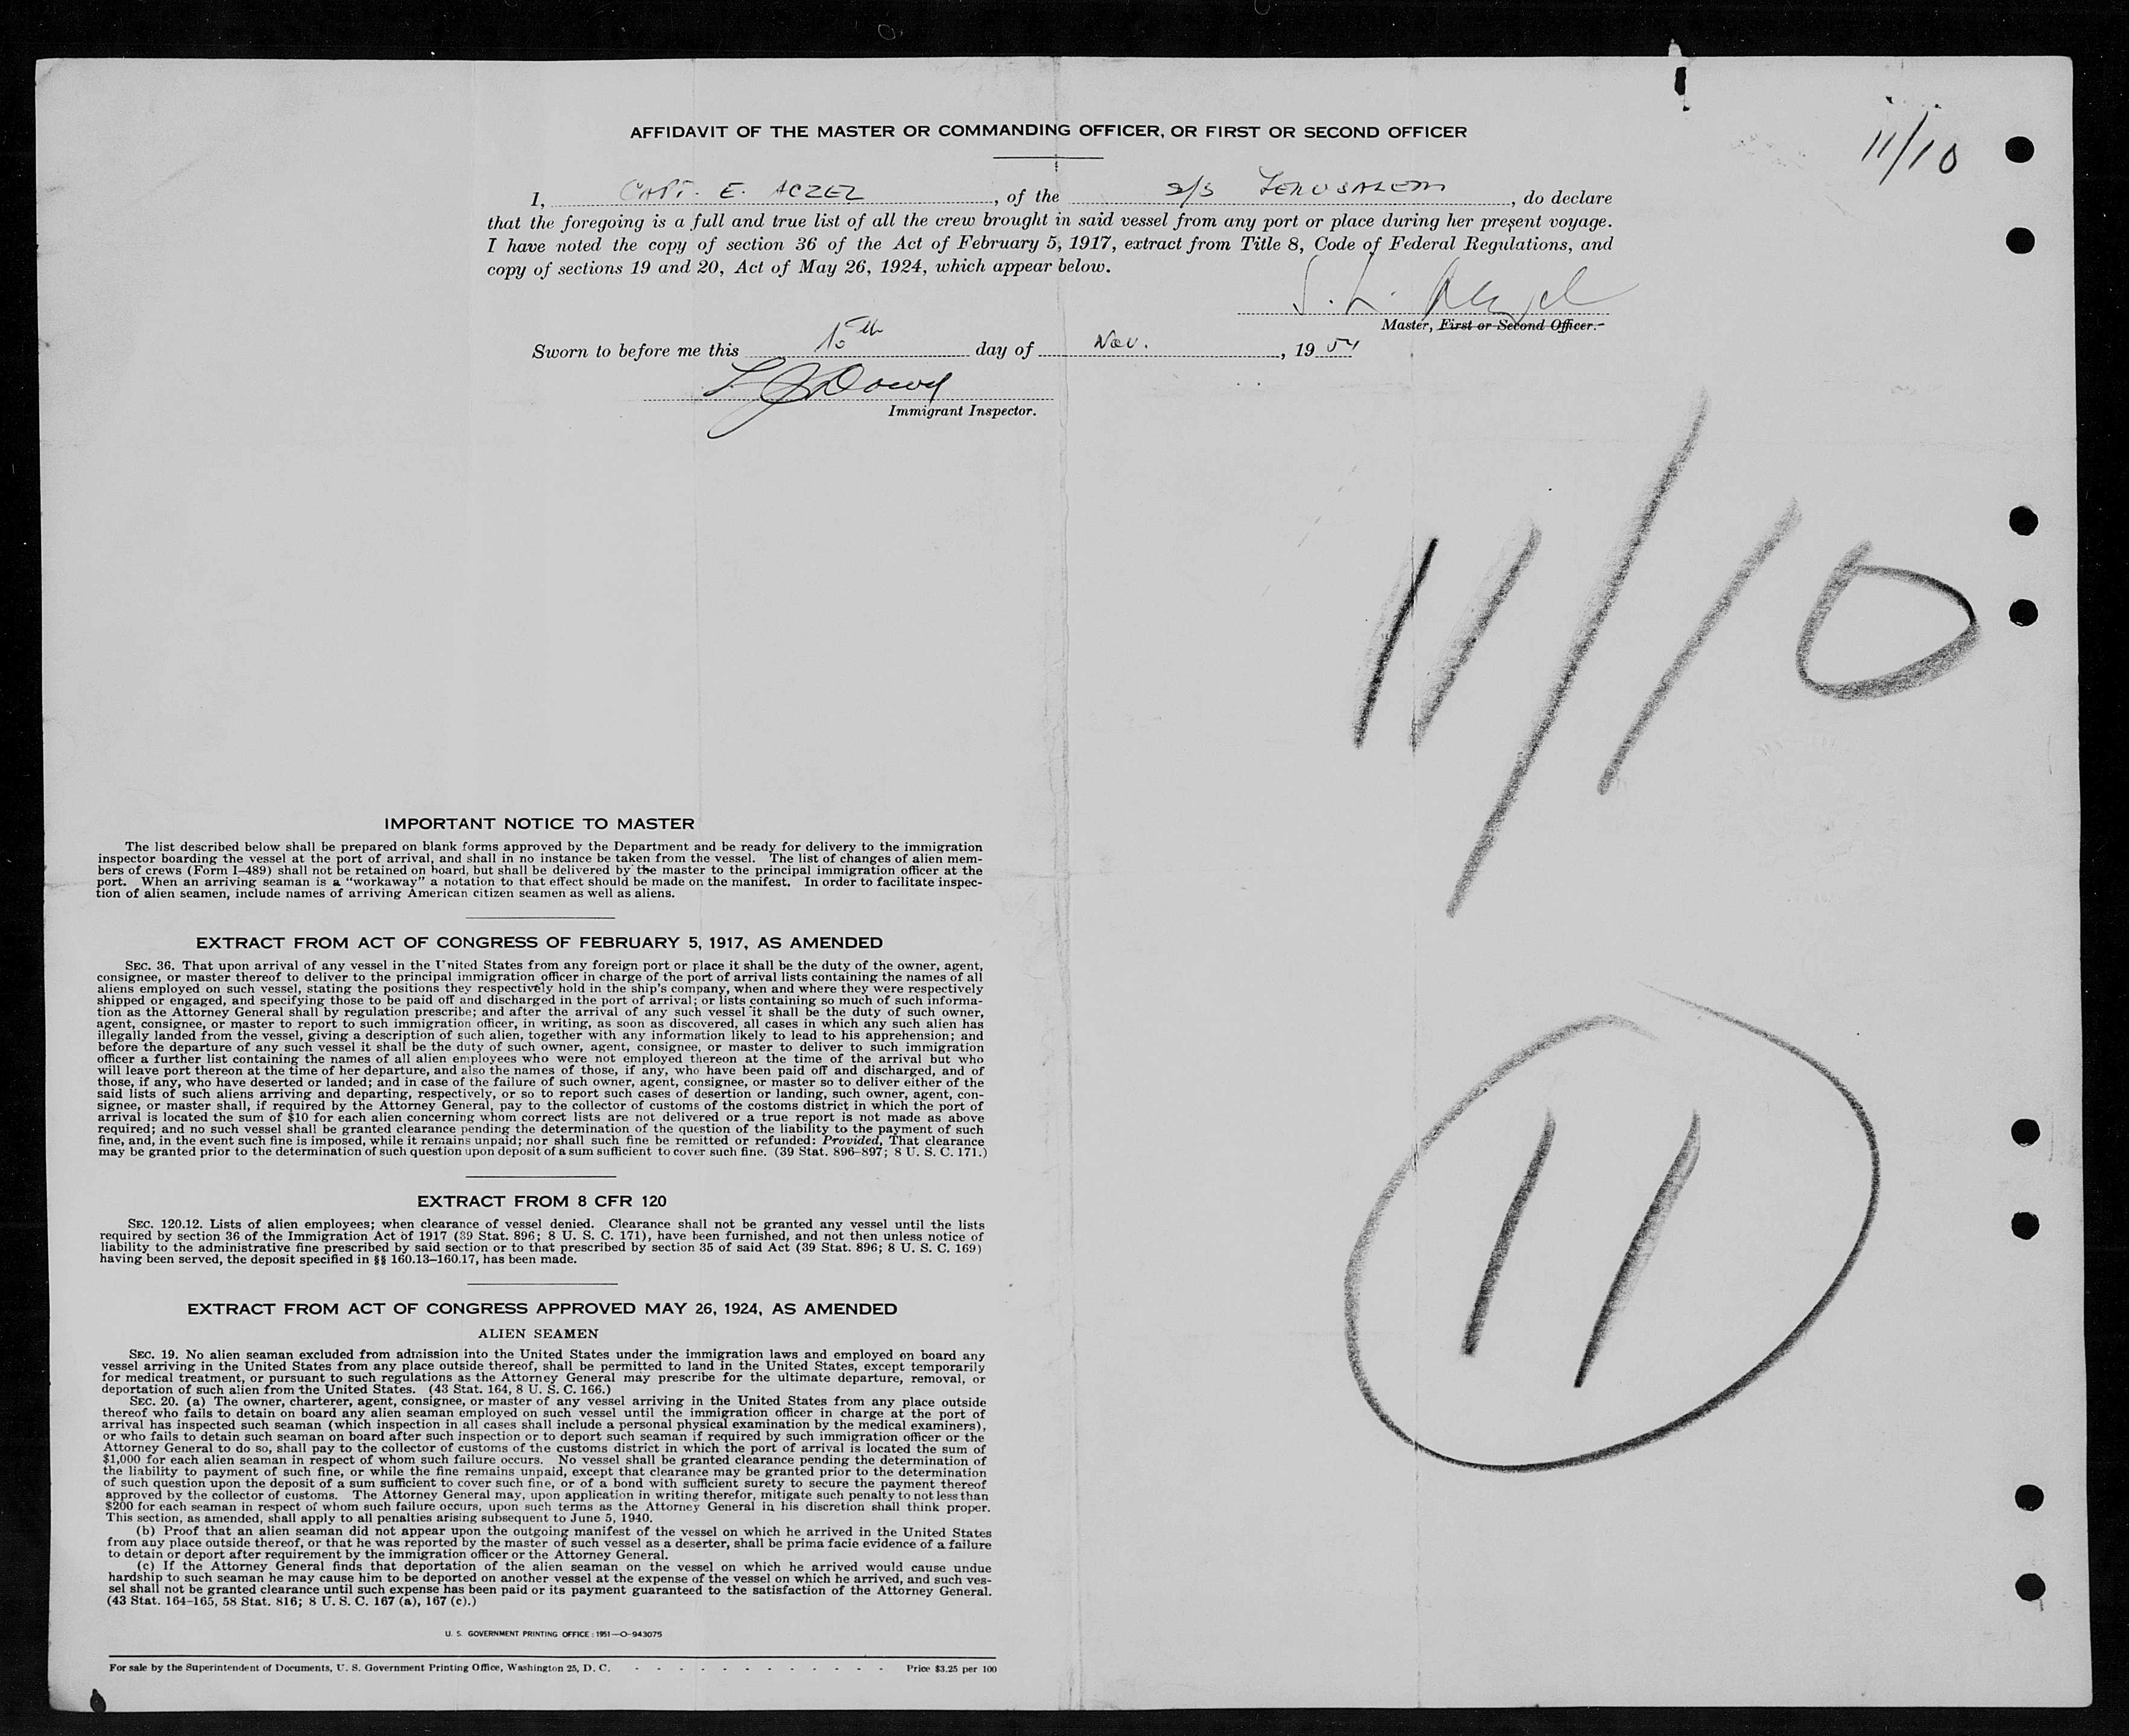 AFFIDAVIT OF THE MASTER OR COMMANDING OFFICER, OR FIRST OR SECOND OFFICER
11/10
I, CAPT. E. ACZEL, of the S/S JERUSALEM, do declare
that the foregoing is a full and true list of all the crew brought in said vessel from any port or place during her present voyage.
I have noted the copy of section 36 of the Act of February 5, 1917, extract from Title 8, Code of Federal Regulations, and
copy of sections 19 and 20, Act of May 26, 1924, which appear below.
Master, First or Second Officer.
Sworn to before me this day of Nov., 1954
Immigrant Inspector.
11/10
11
IMPORTANT NOTICE TO MASTER
The list described below shall be prepared on blank forms approved by the Department and be ready for delivery to the immigration
inspector boarding the vessel at the port of arrival, and shall in no instance be taken from the vessel. The list of changes of alien mem-
bers of crews (Form I-489) shall not be retained on board, but shall be delivered by the master to the principal immigration officer at the
port. When an arriving seaman is a "workaway" a notation to that effect should be made on the manifest. In order to facilitate inspec-
tion of alien seamen, include names of arriving American citizen seamen as well as aliens.
EXTRACT FROM ACT OF CONGRESS OF FEBRUARY 5, 1917, AS AMENDED
SEC. 36. That upon arrival of any vessel in the United States from any foreign port or place it shall be the duty of the owner, agent,
consignee, or master thereof to deliver to the principal immigration officer in charge of the port of arrival lists containing the names of all
aliens employed on such vessel, stating the positions they respectively hold in the ship's company, when and where they were respectively
shipped or engaged, and specifying those to be paid off and discharged in the port of arrival; or lists containing so much of such informa-
tion as the Attorney General shall by regulation prescribe; and after the arrival of any such vessel it shall be the duty of such owner,
agent, consignee, or master to report to such immigration officer, in writing, as soon as discovered, all cases in which any such alien has
illegally landed from the vessel, giving a description of such alien, together with any information likely to lead to his apprehension; and
before the departure of any such vessel it shall be the duty of such owner, agent, consignee, or master to deliver to such immigration
officer a further list containing the names of all alien employees who were not employed thereon at the time of the arrival but who
will leave port thereon at the time of her departure, and also the names of those, if any, who have been paid off and discharged, and of
those, if any, who have deserted or landed; and in case of the failure of such owner, agent, consignee, or master so to deliver either of the
said lists of such aliens arriving and departing, respectively, or so to report such cases of desertion or landing, such owner, agent, con-
signee, or master shall, if required by the Attorney General, pay to the collector of customs of the costoms district in which the port of
arrival is located the sum of $10 for each alien concerning whom correct lists are not delivered or a true report is not made as above
required; and no such vessel shall be granted clearance pending the determination of the question of the liability to the payment of such
fine, and, in the event such fine is imposed, while it remains unpaid; nor shall such fine be remitted or refunded: Provided, That clearance
may be granted prior to the determination of such question upon deposit of a sum sufficient to cover such fine. (39 Stat. 896-897; 8 U. S. C. 171.)
EXTRACT FROM 8 CFR 120
SEC. 120.12. Lists of alien employees; when clearance of vessel denied. Clearance shall not be granted any vessel until the lists
required by section 36 of the Immigration Act of 1917 (39 Stat. 896; 8 U. S. C. 171), have been furnished, and not then unless notice of
liability to the administrative fine prescribed by said section or to that prescribed by section 35 of said Act (39 Stat. 896; 8 U. S. C. 169)
having been served, the deposit specified in §§ 160.13-160.17, has been made.
EXTRACT FROM ACT OF CONGRESS APPROVED MAY 26, 1924, AS AMENDED
ALIEN SEAMEN
SEC. 19. No alien seaman excluded from admission into the United States under the immigration laws and employed on board any
vessel arriving in the United States from any place outside thereof, shall be permitted to land in the United States, except temporarily
for medical treatment, or pursuant to such regulations as the Attorney General may prescribe for the ultimate departure, removal, or
deportation of such alien from the United States. (43 Stat. 164, 8 U. S. C. 166.)
SEC. 20. (a) The owner, charterer, agent, consignee, or master of any vessel arriving in the United States from any place outside
thereof who fails to detain on board any alien seaman employed on such vessel until the immigration officer in charge at the port of
arrival has inspected such seaman (which inspection in all cases shall include a personal physical examination by the medical examiners),
or who fails to detain such seaman on board after such inspection or to deport such seaman if required by such immigration officer or the
Attorney General to do so, shall pay to the collector of customs of the customs district in which the port of arrival is located the sum of
$1,000 for each alien seaman in respect of whom such failure occurs. No vessel shall be granted clearance pending the determination of
the liability to payment of such fine, or while the fine remains unpaid, except that clearance may be granted prior to the determination
of such question upon the deposit of a sum sufficient to cover such fine, or of a bond with sufficient surety to secure the payment thereof
approved by the collector of customs. The Attorney General may, upon application in writing therefor, mitigate such penalty to not less than
$200 for each seaman in respect of whom such failure occurs, upon such terms as the Attorney General in his discretion shall think proper.
This section, as amended, shall apply to all penalties arising subsequent to June 5, 1940.
(b) Proof that an alien seaman did not appear upon the outgoing manifest of the vessel on which he arrived in the United States
from any place outside thereof, or that he was reported by the master of such vessel as a deserter, shall be prima facie evidence of a failure
to detain or deport after requirement by the immigration officer or the Attorney General.
(c) If the Attorney General finds that deportation of the alien seaman on the vessel on which he arrived would cause undue
hardship to such seaman he may cause him to be deported on another vessel at the expense of the vessel on which he arrived, and such ves-
sel shall not be granted clearance until such expense has been paid or its payment guaranteed to the satisfaction of the Attorney General.
(43 Stat. 164-165, 58 Stat. 816; 8 U. S. C. 167 (a), 167 (c).)
U. S. GOVERNMENT PRINTING OFFICE : 1951—O-943075
For sale by the Superintendent of Documents, U. S. Government Printing Office, Washington 25, D. C. - - - - - - - - - - - - Price $3.25 per 100